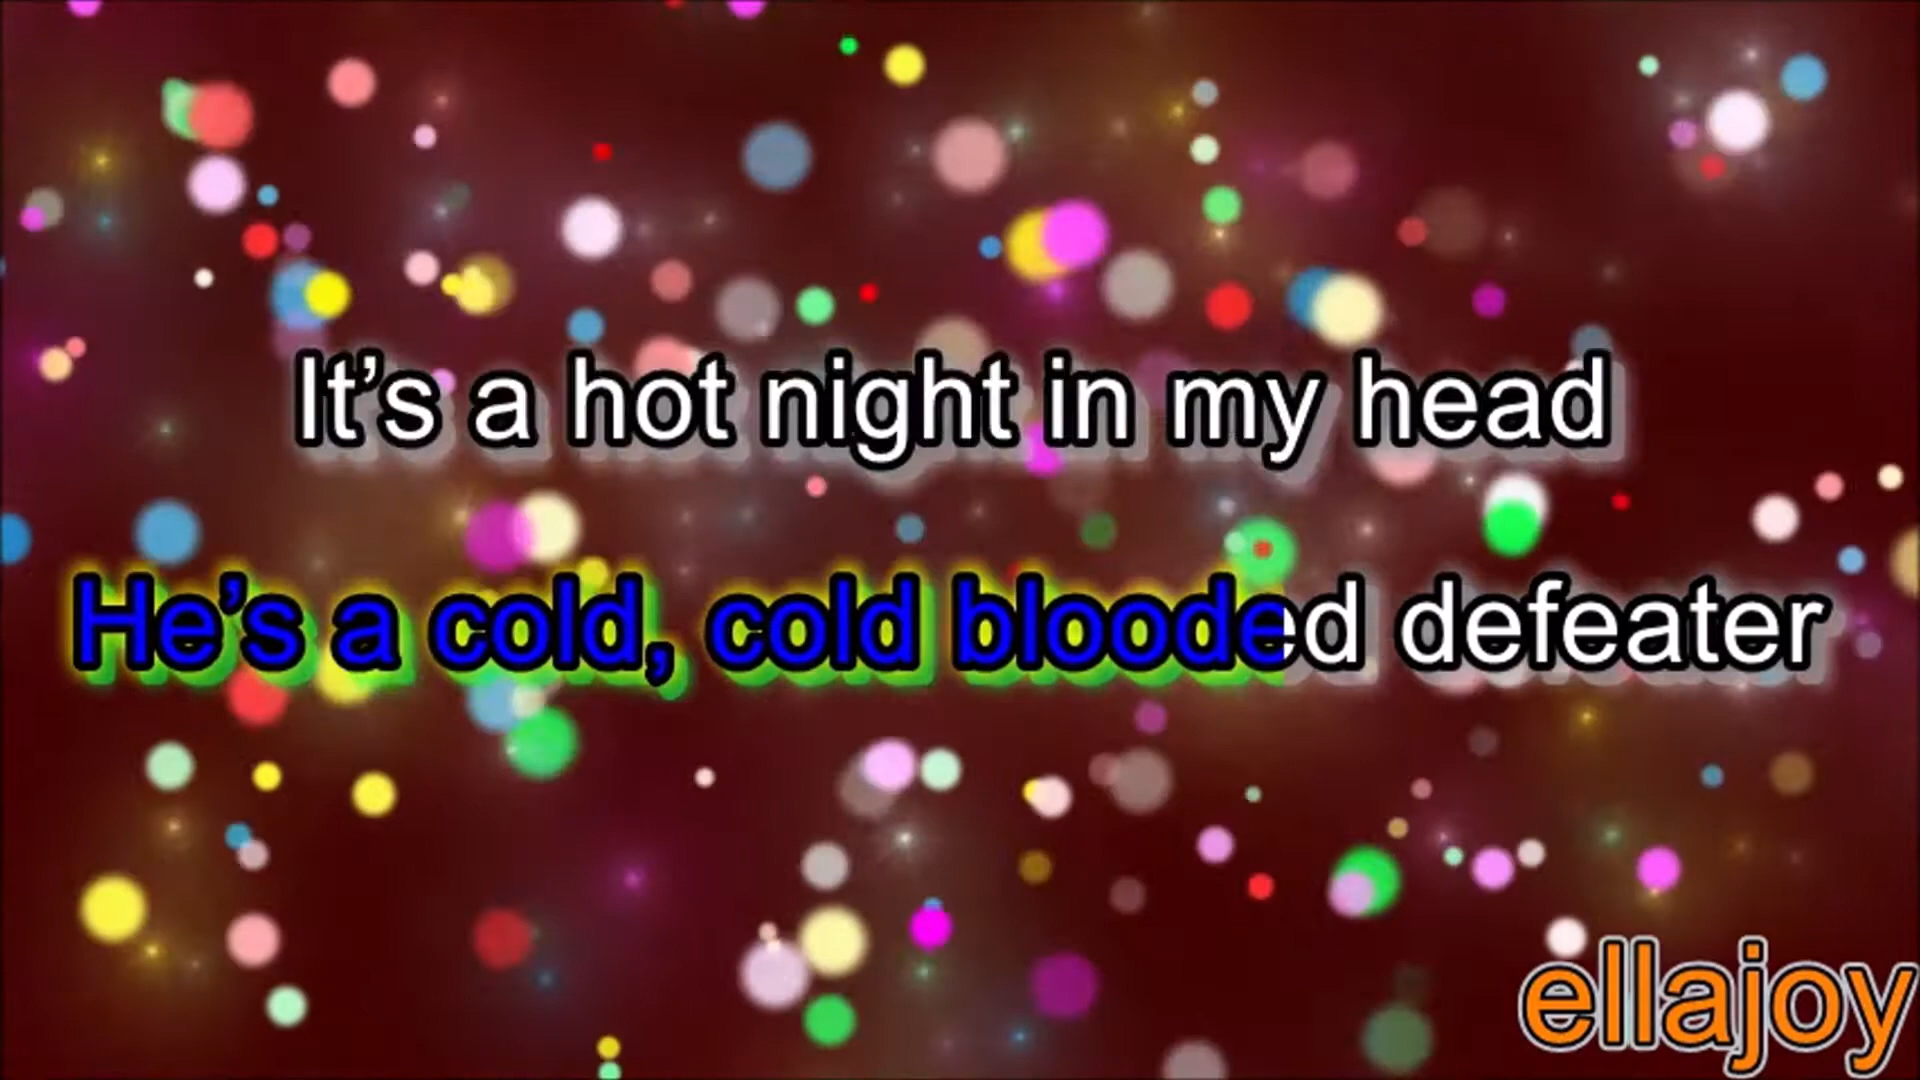 It’s a hot night in my head
He’s a cold, cold blooded defeater
ellajoy